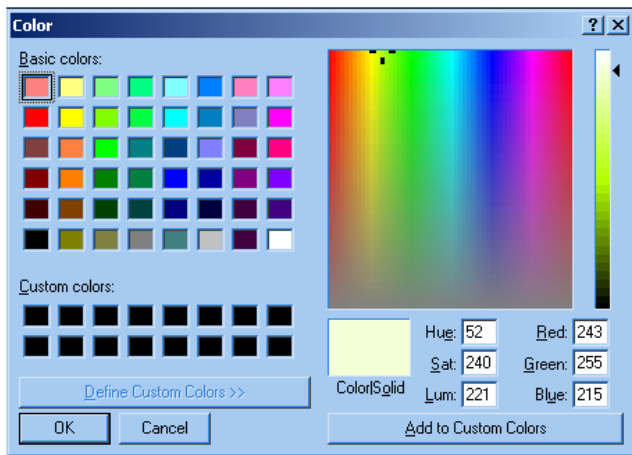 Color
Basic colors:
Custom colors:
Define Custom Colors >>
OK Cancel
Color|Solid
Hue: 52 Red: 243
Sat: 240 Green: 255
Lum: 221 Blue: 215
Add to Custom Colors